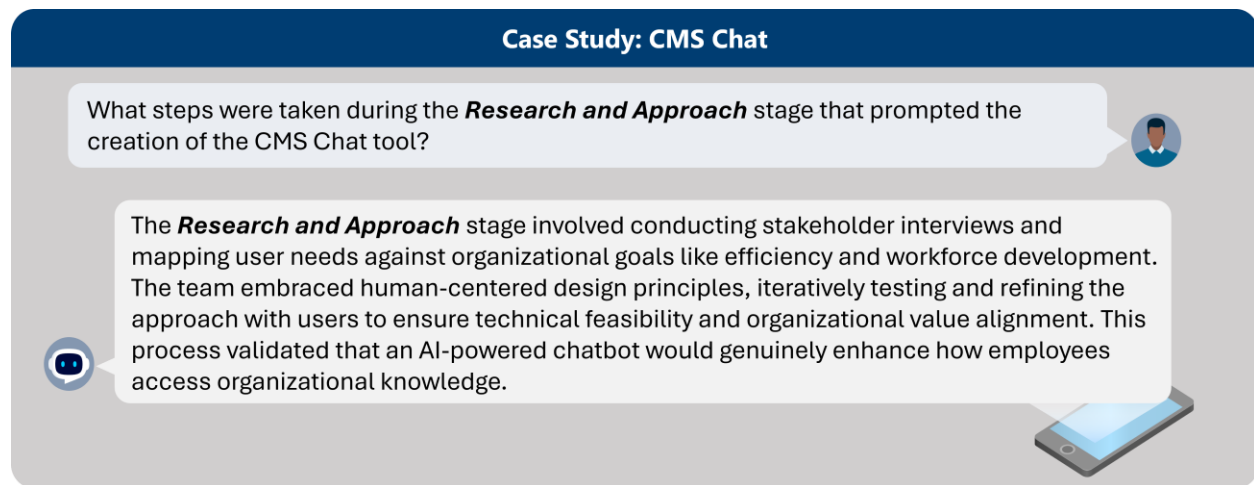 Case Study: CMS Chat
What steps were taken during the Research and Approach stage that prompted the
creation of the CMS Chat tool?
The Research and Approach stage involved conducting stakeholder interviews and
mapping user needs against organizational goals like efficiency and workforce development.
The team embraced human-centered design principles, iteratively testing and refining the
approach with users to ensure technical feasibility and organizational value alignment. This
process validated that an AI-powered chatbot would genuinely enhance how employees
access organizational knowledge.